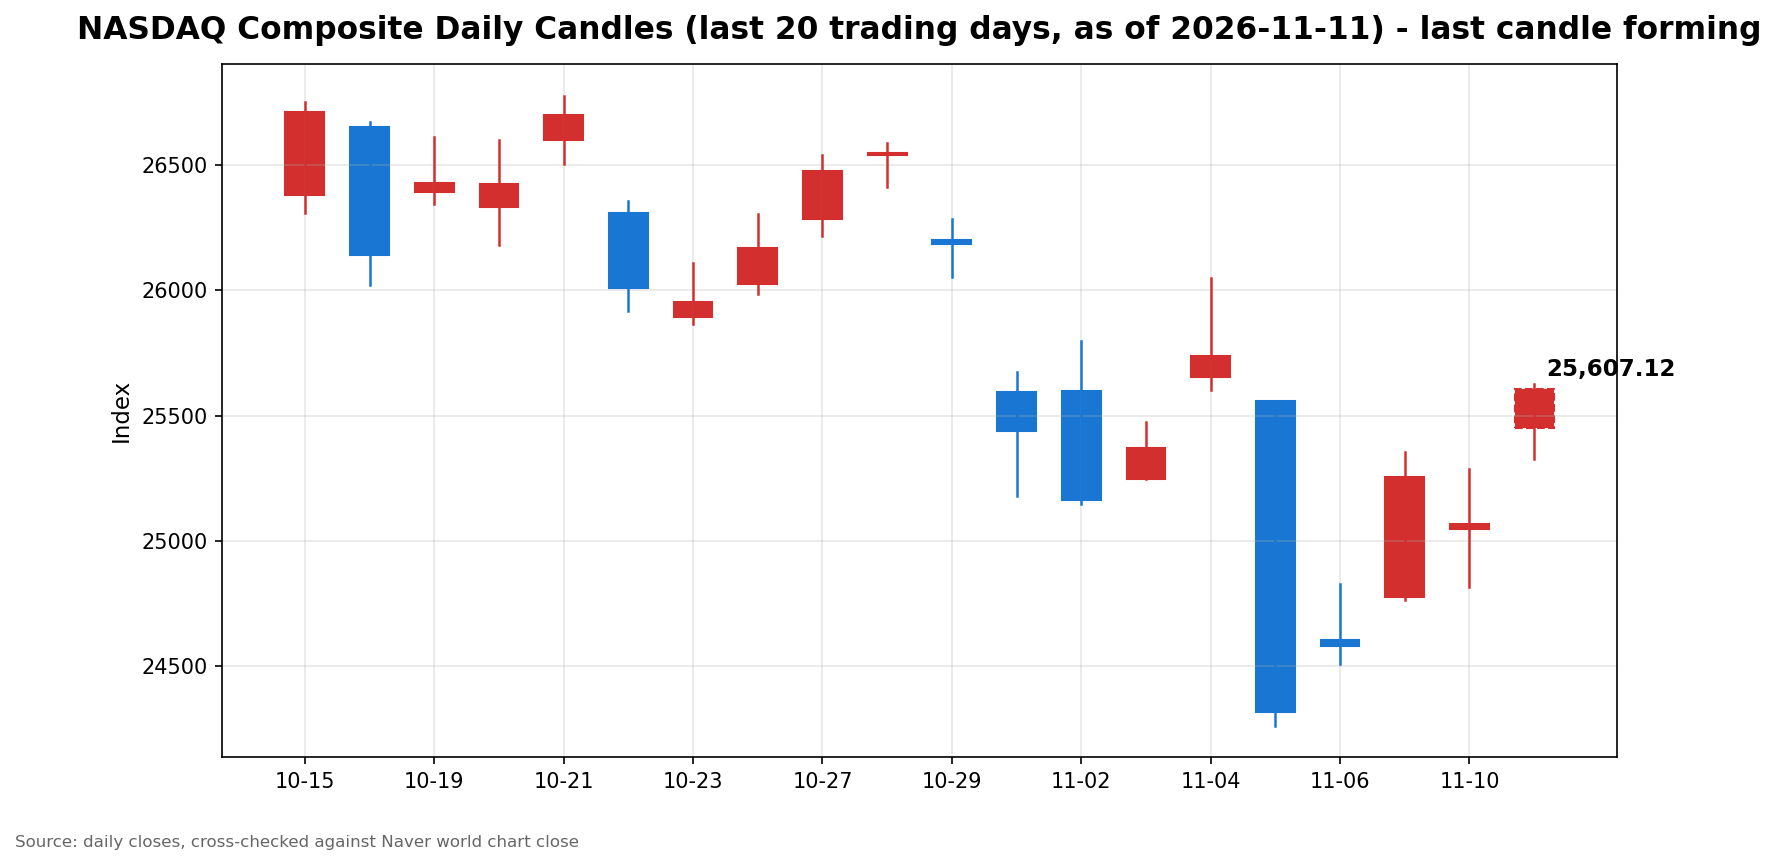 NASDAQ Composite Daily Candles (last 20 trading days, as of 2026-11-11) - last candle forming
Index
26500
26000
25500
25000
24500
25,607.12
10-15 10-19 10-21 10-23 10-27 10-29 11-02 11-04 11-06 11-10
Source: daily closes, cross-checked against Naver world chart close